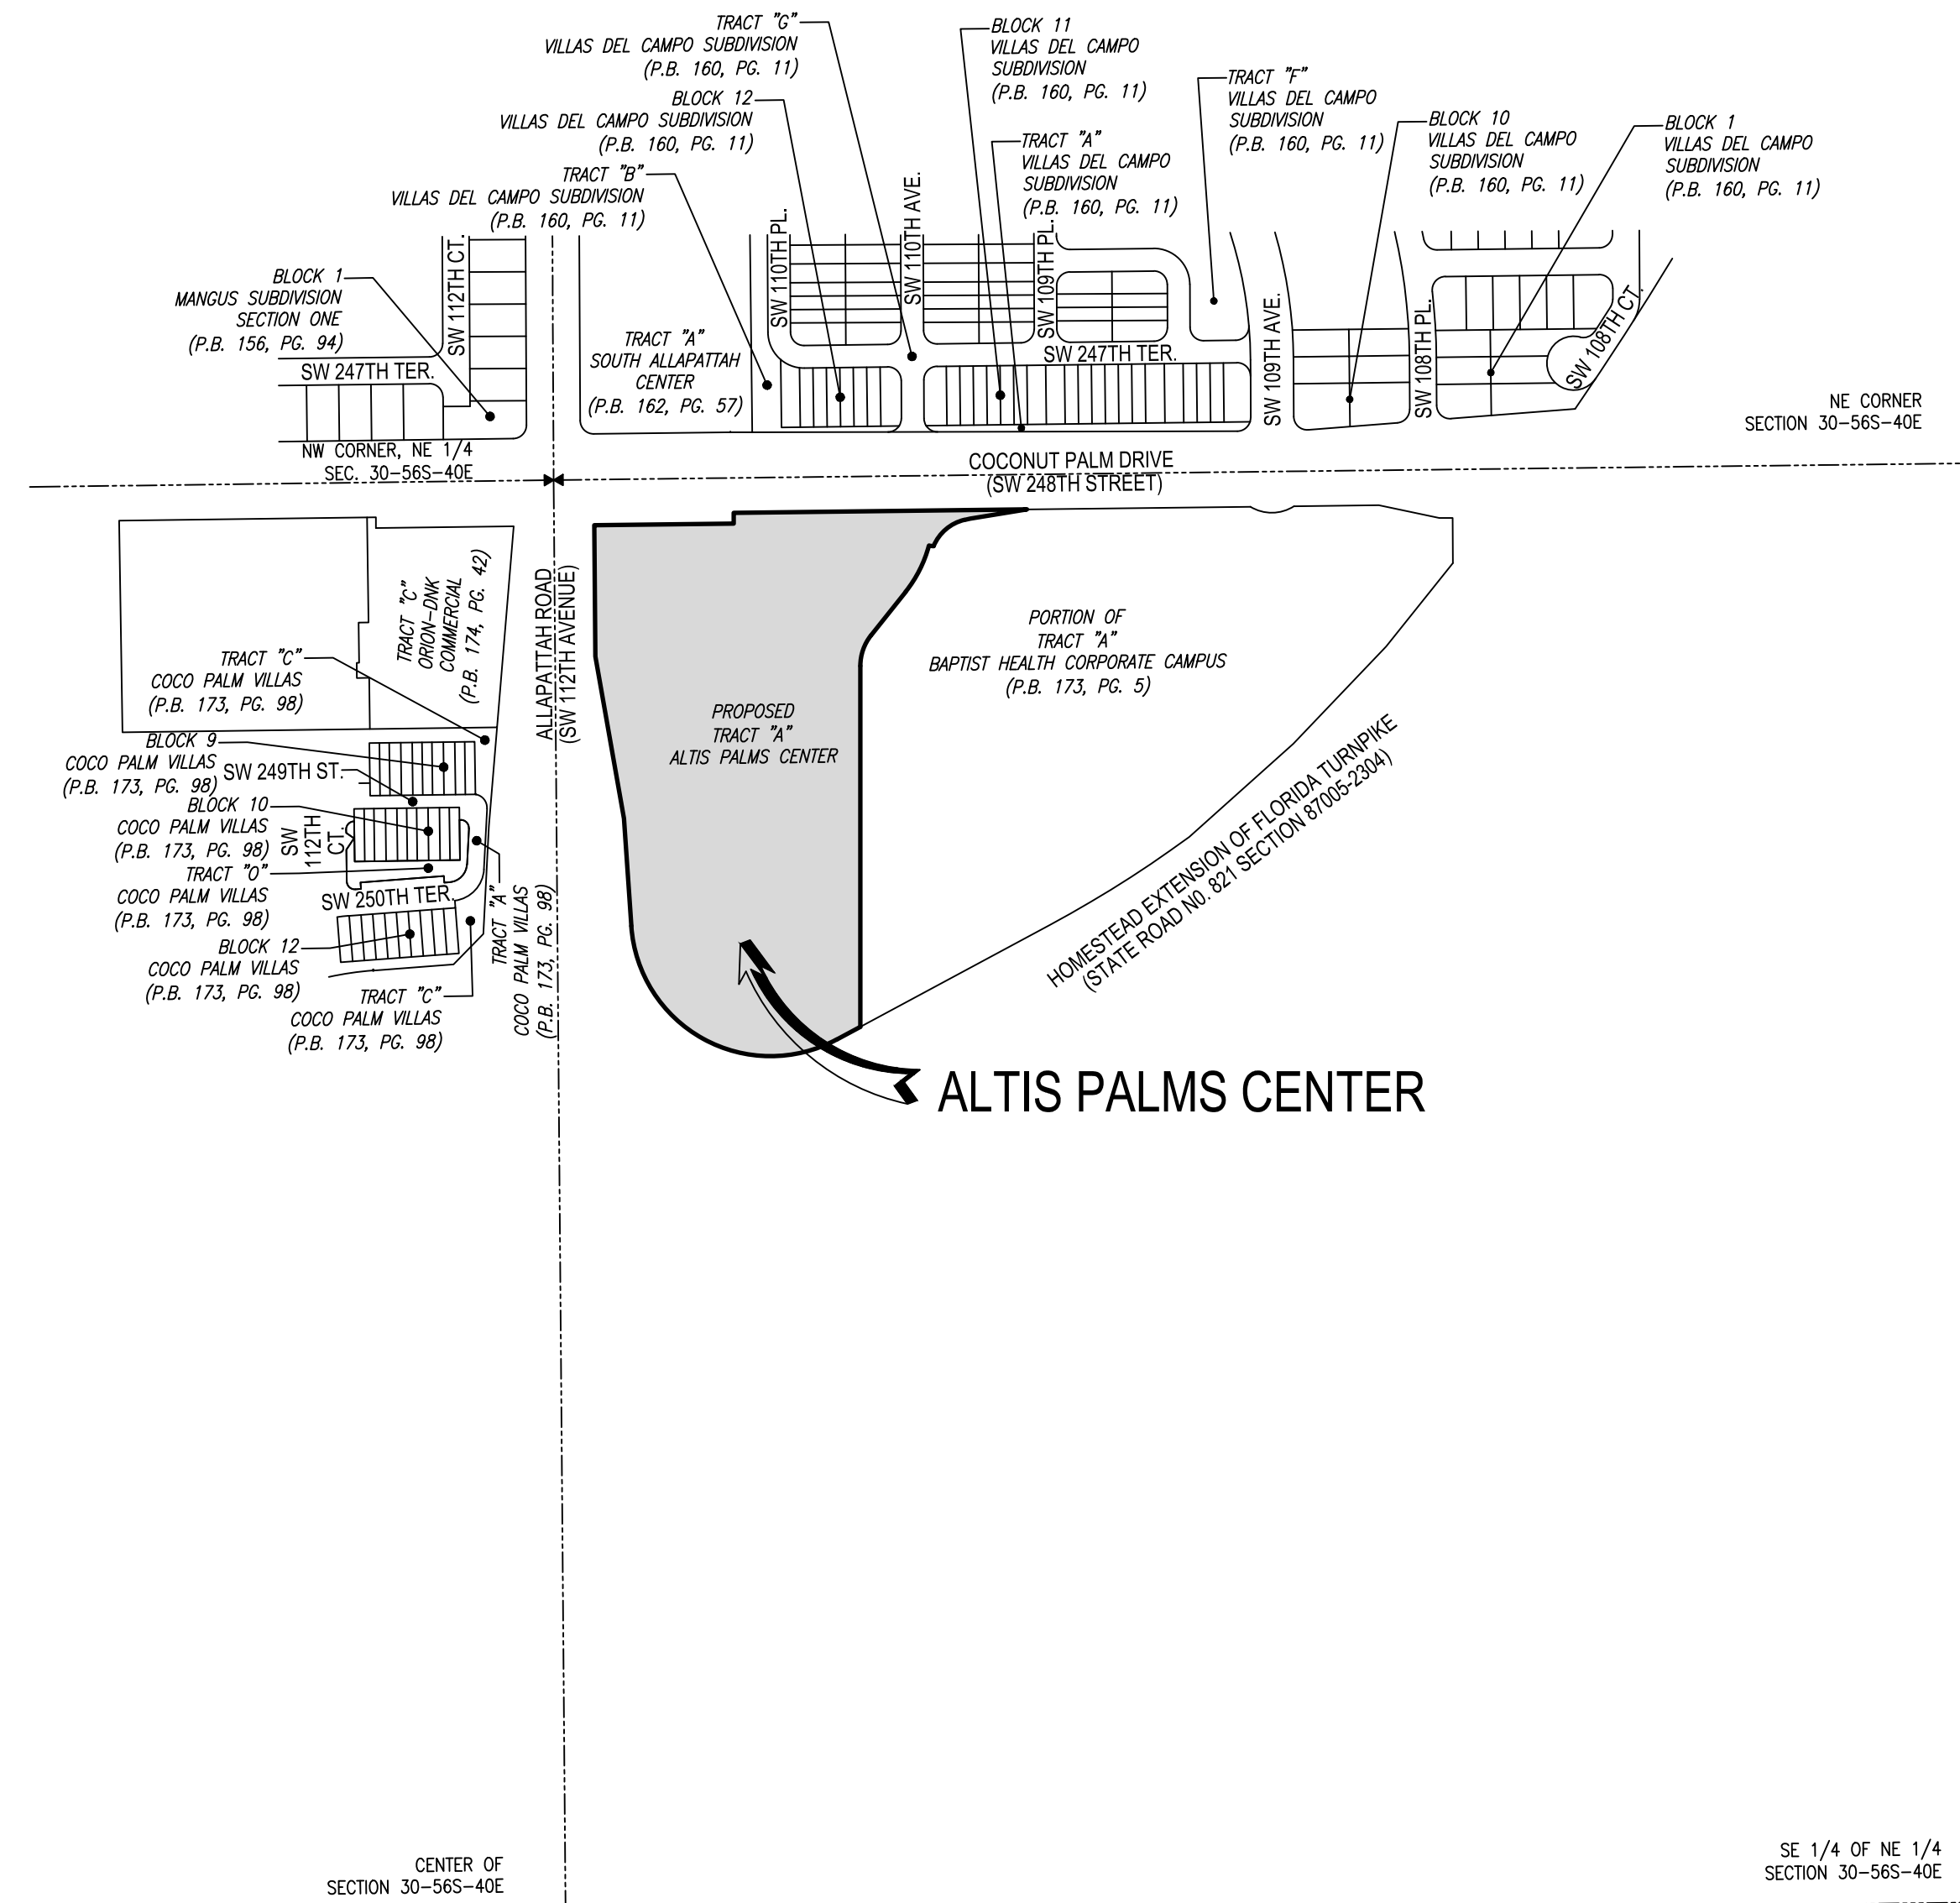 TRACT "G"
VILLAS DEL CAMPO SUBDIVISION
(P.B. 160, PG. 11)
BLOCK 11
VILLAS DEL CAMPO
SUBDIVISION
(P.B. 160, PG. 11)
BLOCK 12
VILLAS DEL CAMPO SUBDIVISION
(P.B. 160, PG. 11)
TRACT "F"
VILLAS DEL CAMPO
SUBDIVISION
(P.B. 160, PG. 11)
BLOCK 10
VILLAS DEL CAMPO
SUBDIVISION
(P.B. 160, PG. 11)
BLOCK 1
VILLAS DEL CAMPO
SUBDIVISION
(P.B. 160, PG. 11)
TRACT "A"
VILLAS DEL CAMPO
SUBDIVISION
(P.B. 160, PG. 11)
TRACT "B"
VILLAS DEL CAMPO SUBDIVISION
(P.B. 160, PG. 11)
BLOCK 1
MANGUS SUBDIVISION
SECTION ONE
(P.B. 156, PG. 94)
SW 112TH CT.
SW 247TH TER.
TRACT "A"
SOUTH ALLAPATTAH
CENTER
(P.B. 162, PG. 57)
SW 110TH PL.
SW 110TH AVE.
SW 109TH PL.
SW 247TH TER.
SW 109TH AVE.
SW 108TH PL.
SW 108TH CT.
NE CORNER
SECTION 30-56S-40E
NW CORNER, NE 1/4
SEC. 30-56S-40E
COCONUT PALM DRIVE
(SW 248TH STREET)
TRACT "C"
ORION-DNK
COMMERCIAL
(P.B. 174, PG. 42)
ALLAPATTAH ROAD
(SW 112TH AVENUE)
PORTION OF
TRACT "A"
BAPTIST HEALTH CORPORATE CAMPUS
(P.B. 173, PG. 5)
TRACT "C"
COCO PALM VILLAS
(P.B. 173, PG. 98)
PROPOSED
TRACT "A"
ALTIS PALMS CENTER
BLOCK 9
COCO PALM VILLAS
(P.B. 173, PG. 98)
SW 249TH ST.
BLOCK 10
COCO PALM VILLAS
(P.B. 173, PG. 98)
SW
112TH
CT.
TRACT "O"
COCO PALM VILLAS
(P.B. 173, PG. 98)
SW 250TH TER.
BLOCK 12
COCO PALM VILLAS
(P.B. 173, PG. 98)
TRACT "A"
COCO PALM VILLAS
(P.B. 173, PG. 98)
TRACT "C"
COCO PALM VILLAS
(P.B. 173, PG. 98)
HOMESTEAD EXTENSION OF FLORIDA TURNPIKE
(STATE ROAD N0. 821 SECTION 87005-2304)
ALTIS PALMS CENTER
CENTER OF
SECTION 30-56S-40E
SE 1/4 OF NE 1/4
SECTION 30-56S-40E